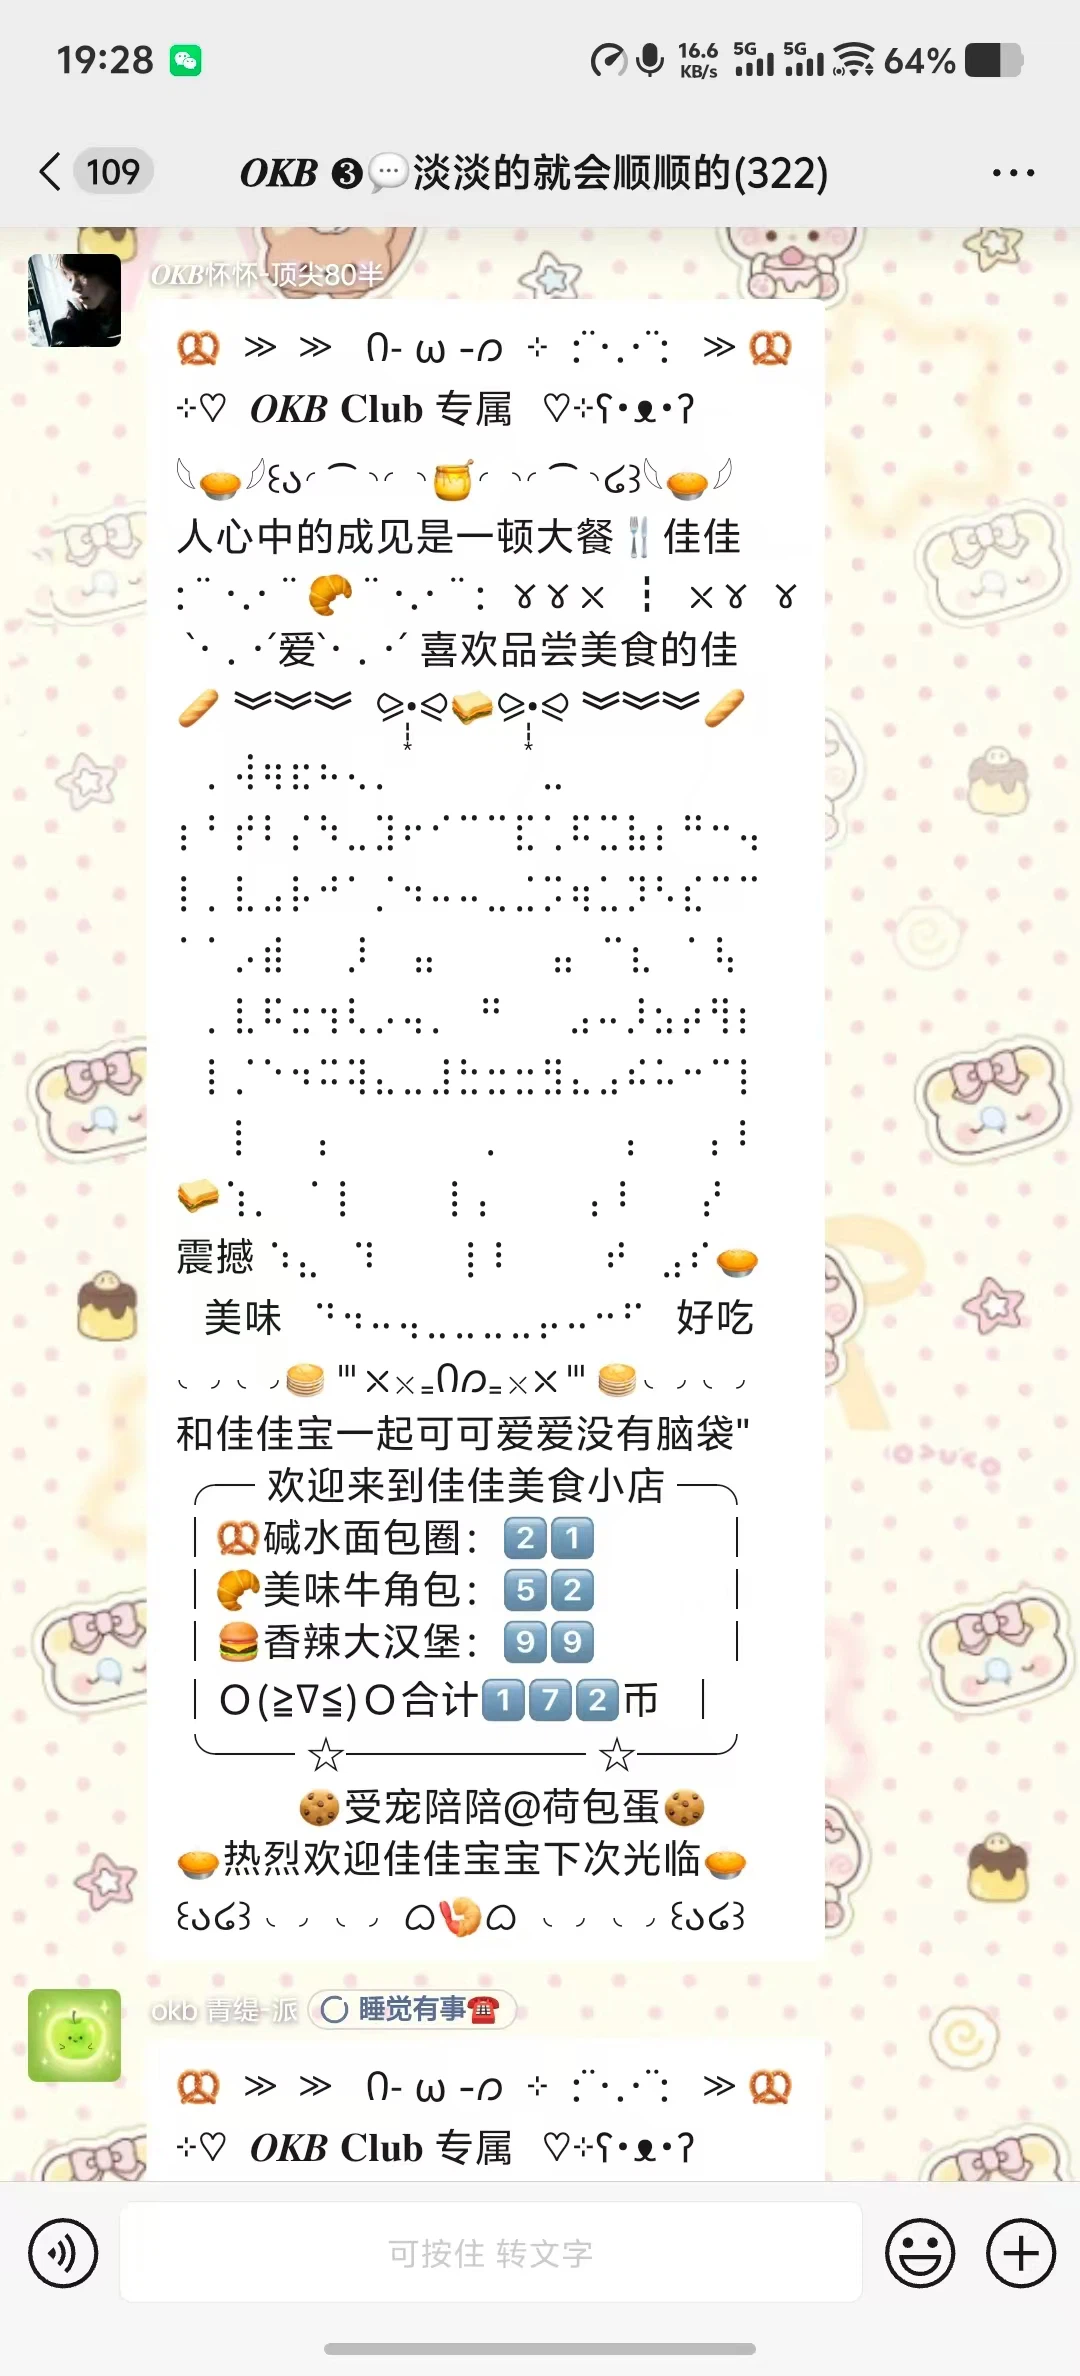 19:28
16.6 KB/s 5G 5G 64%
109 OKB ❸💬淡淡的就会顺顺的(322)
OKB怀怀-顶尖80半
OKB Club 专属
人心中的成见是一顿大餐🍴佳佳
爱 喜欢品尝美食的佳
震撼
美味 好吃
和佳佳宝一起可可爱爱没有脑袋"
欢迎来到佳佳美食小店
🥨碱水面包圈：2️⃣1️⃣
🥐美味牛角包：5️⃣2️⃣
🍔香辣大汉堡：9️⃣9️⃣
O(≧∇≦)O合计1️⃣7️⃣2️⃣币
🍪受宠陪陪@荷包蛋🍪
🥧热烈欢迎佳佳宝宝下次光临🥧
okb 青缇-派 睡觉有事☎️
OKB Club 专属
可按住 转文字